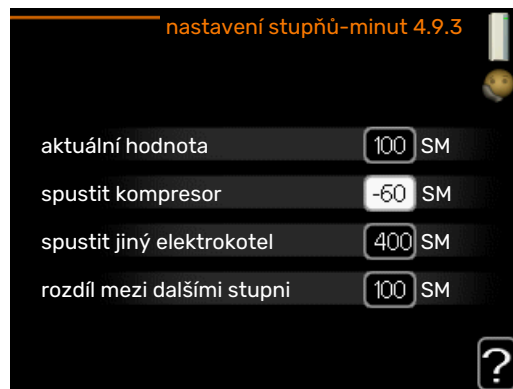 nastavení stupňů-minut 4.9.3
aktuální hodnota 100 SM
spustit kompresor -60 SM
spustit jiný elektrokotel 400 SM
rozdíl mezi dalšími stupni 100 SM
?